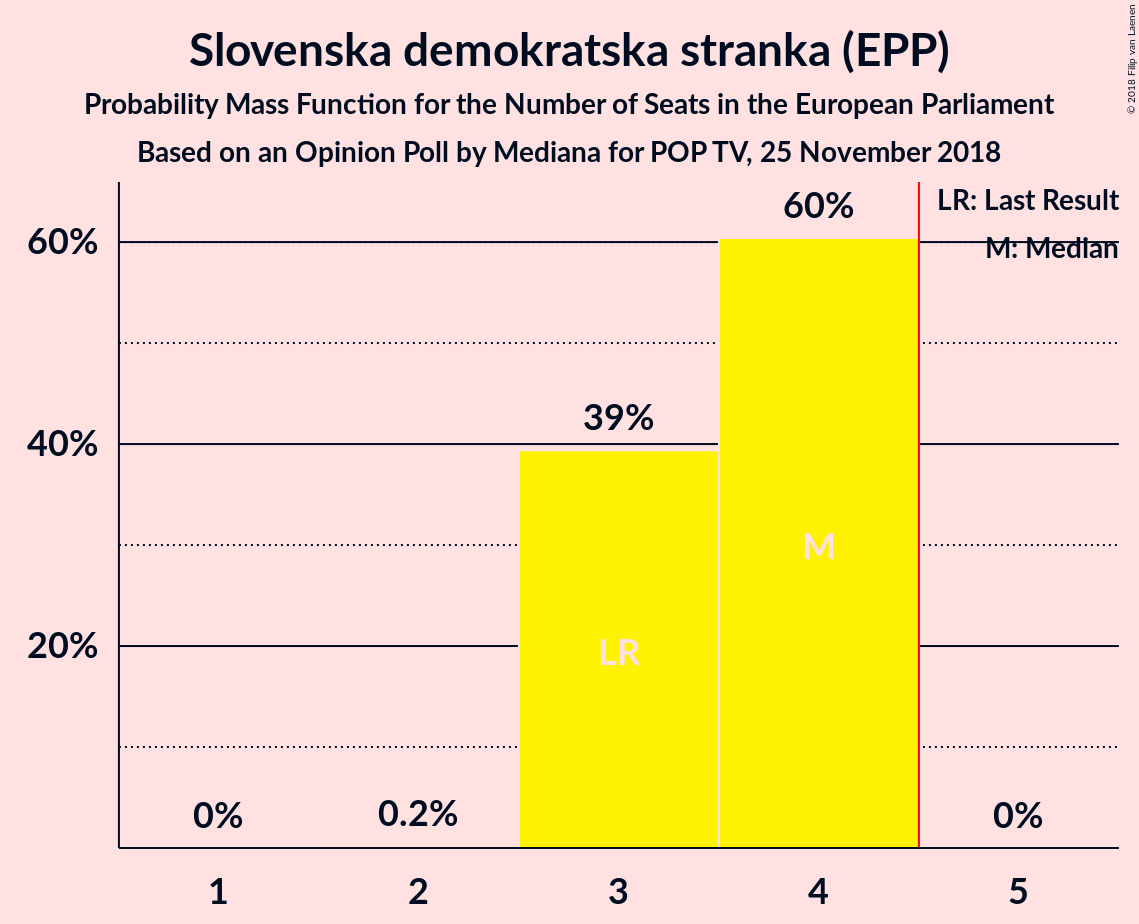 Slovenska demokratska stranka (EPP)
Probability Mass Function for the Number of Seats in the European Parliament
Based on an Opinion Poll by Mediana for POP TV, 25 November 2018
© 2018 Filip van Laenen
LR: Last Result
M: Median
60%
40%
20%
0%
0.2%
39%
60%
0%
LR
M
1
2
3
4
5